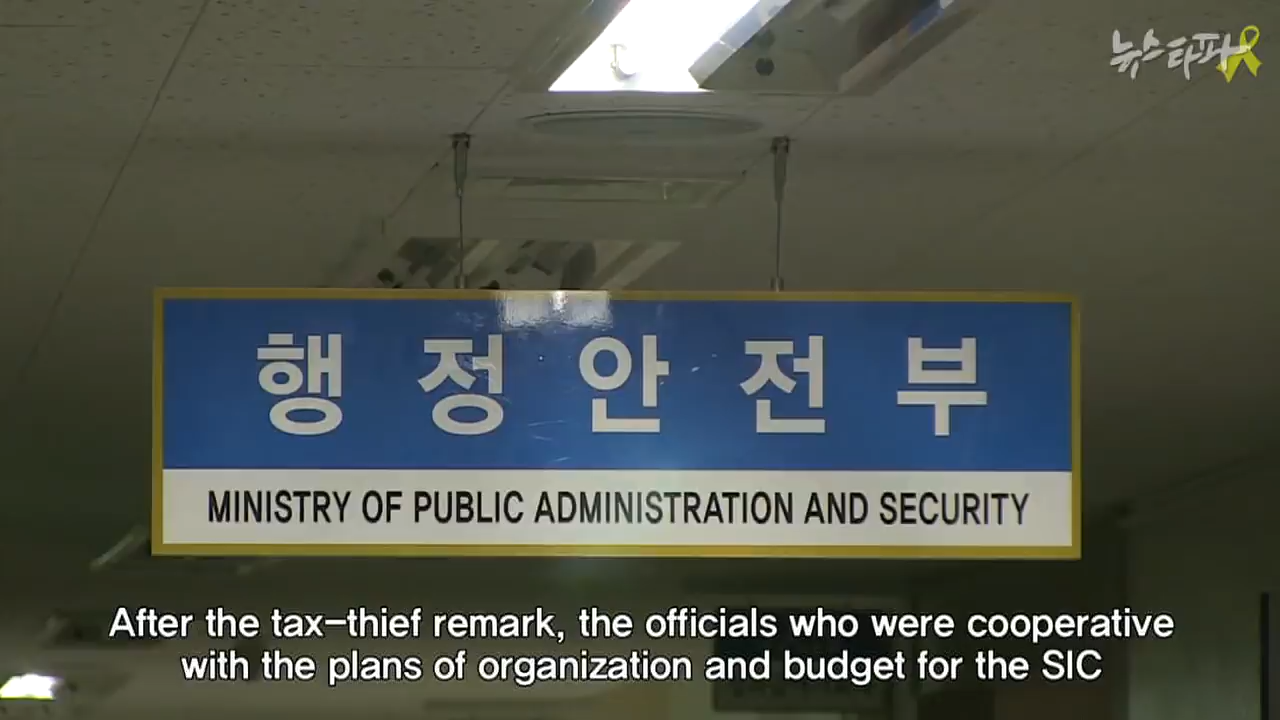 뉴스타파
행정안전부
MINISTRY OF PUBLIC ADMINISTRATION AND SECURITY
After the tax-thief remark, the officials who were cooperative
with the plans of organization and budget for the SIC